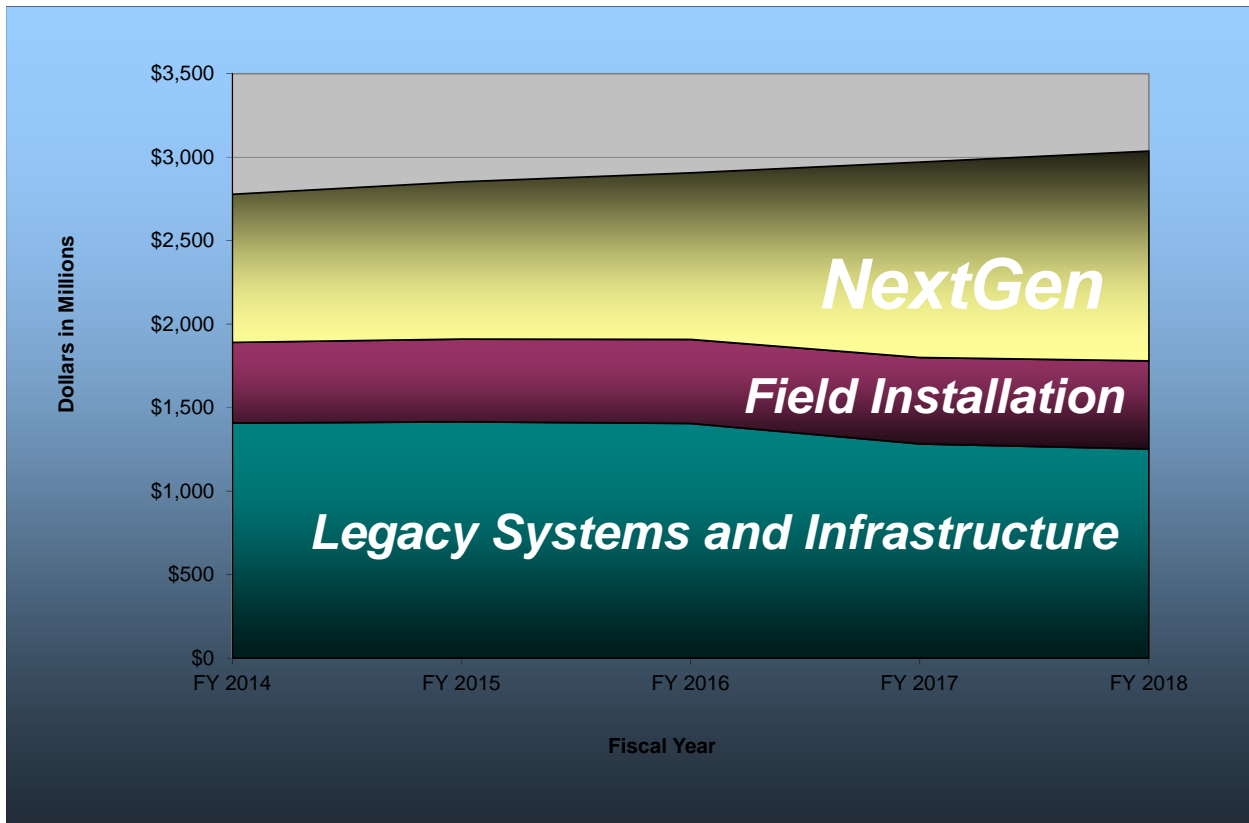 $3,500
$3,000
$2,500
$2,000
$1,500
$1,000
$500
$0
Dollars in Millions
NextGen
Field Installation
Legacy Systems and Infrastructure
FY 2014 FY 2015 FY 2016 FY 2017 FY 2018
Fiscal Year